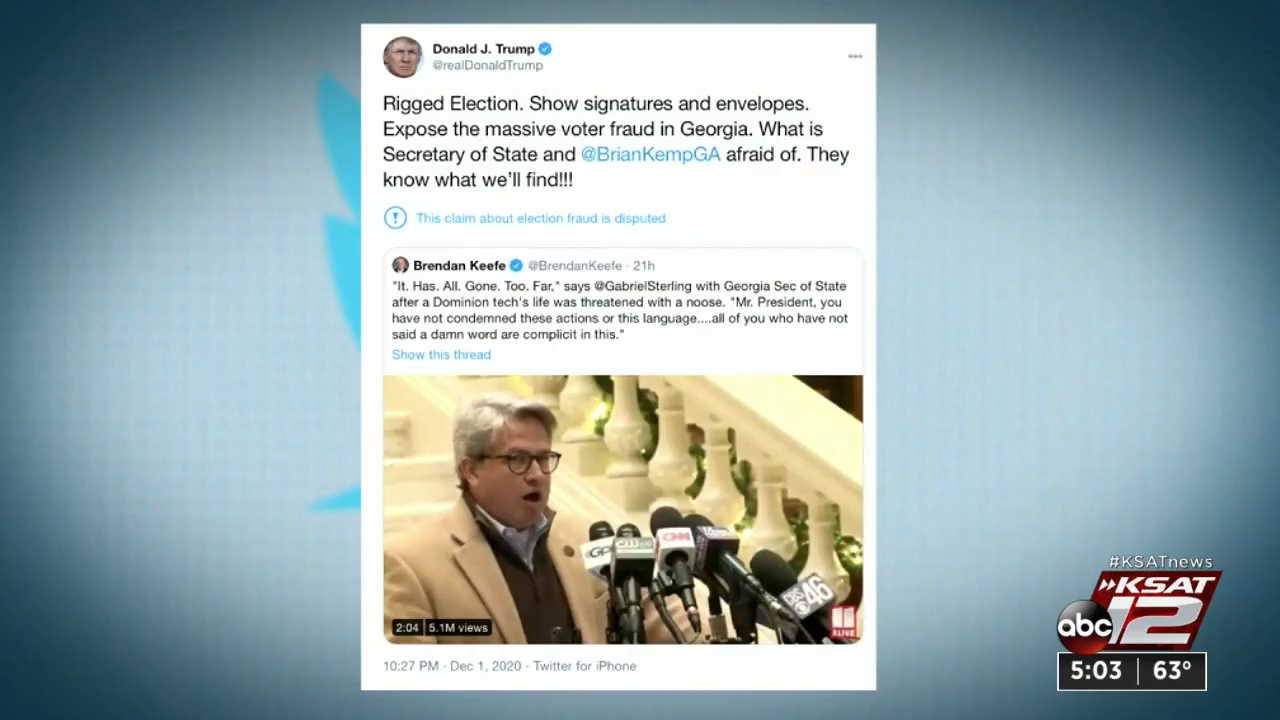 Donald J. Trump
@realDonaldTrump
Rigged Election. Show signatures and envelopes.
Expose the massive voter fraud in Georgia. What is
Secretary of State and @BrianKempGA afraid of. They
know what we'll find!!!
This claim about election fraud is disputed
Brendan Keefe @BrendanKeefe · 21h
"It. Has. All. Gone. Too. Far," says @GabrielSterling with Georgia Sec of State
after a Dominion tech's life was threatened with a noose. "Mr. President, you
have not condemned these actions or this language....all of you who have not
said a damn word are complicit in this."
Show this thread
CNN
CBS 46
11
ALIVE
2:04 5.1M views
10:27 PM · Dec 1, 2020 · Twitter for iPhone
#KSATnews
KSAT
abc 12
5:03 63°